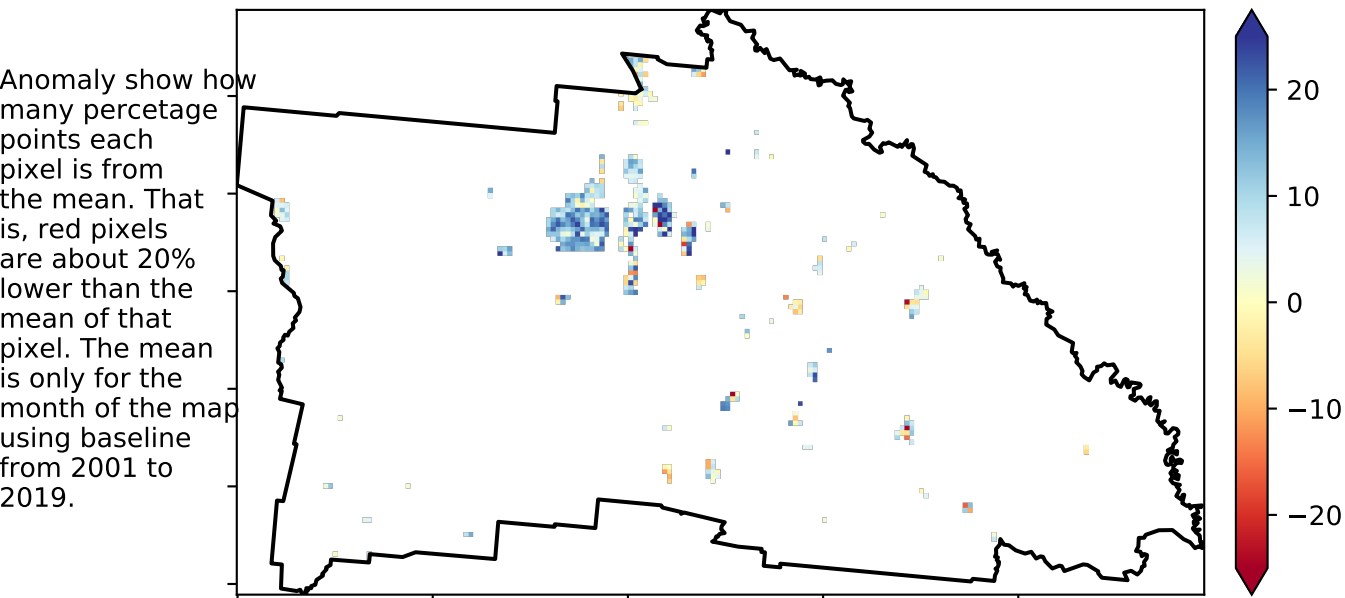 Anomaly show how
many percetage
points each
pixel is from
the mean. That
is, red pixels
are about 20%
lower than the
mean of that
pixel. The mean
is only for the
month of the map
using baseline
from 2001 to
2019.
20
10
0
−10
−20